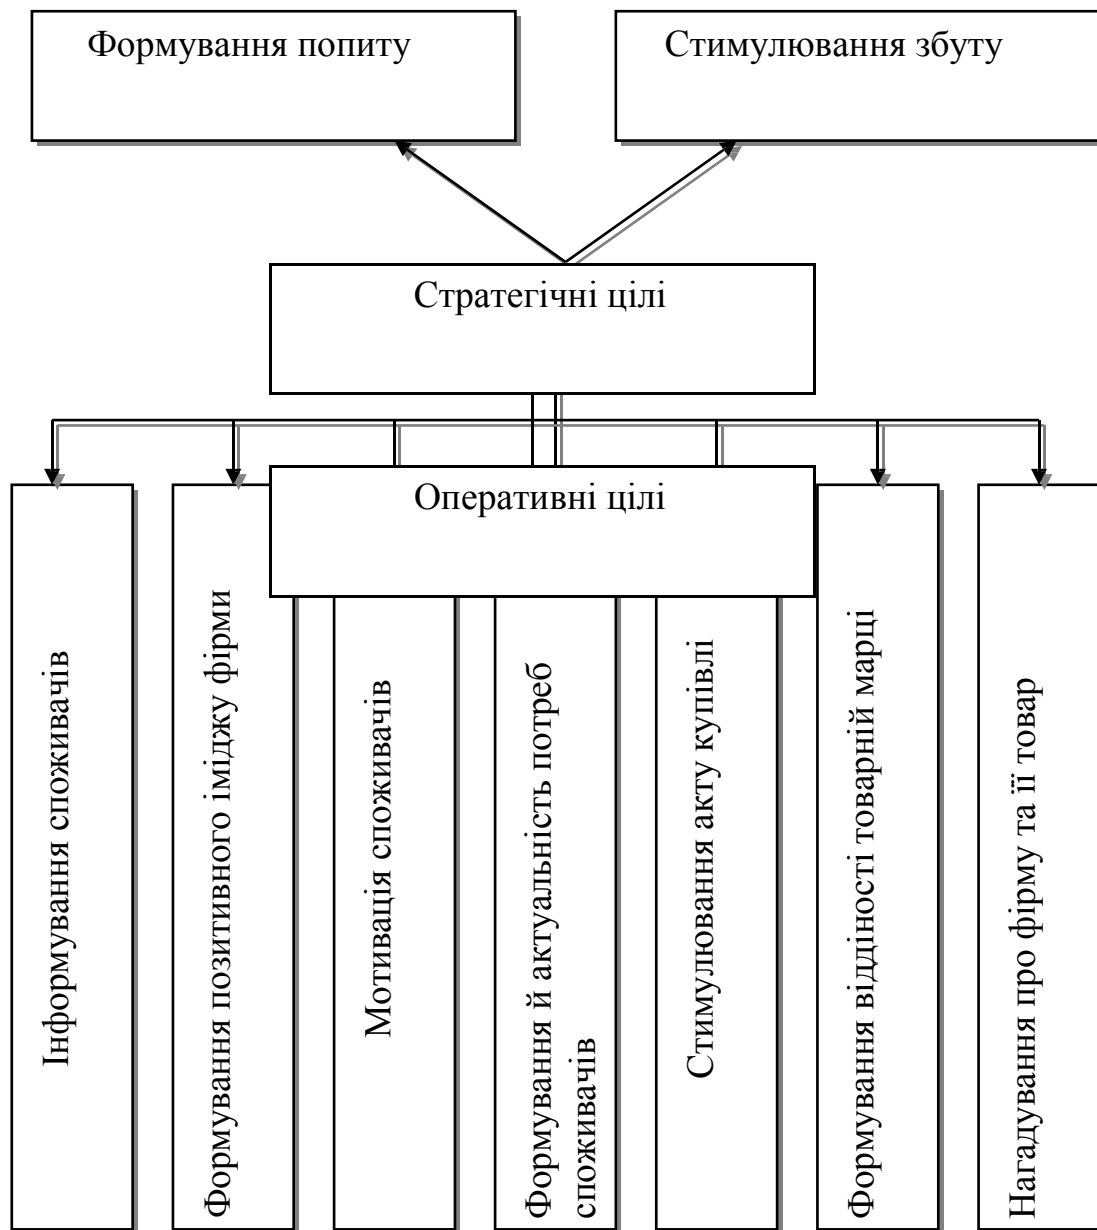 Формування попиту
Стимулювання збуту
Стратегічні цілі
Оперативні цілі
Інформування споживачів
Формування позитивного іміджу фірми
Мотивація споживачів
Формування й актуальність потреб
споживачів
Стимулювання акту купівлі
Формування віддіності товарній марці
Нагадування про фірму та її товар